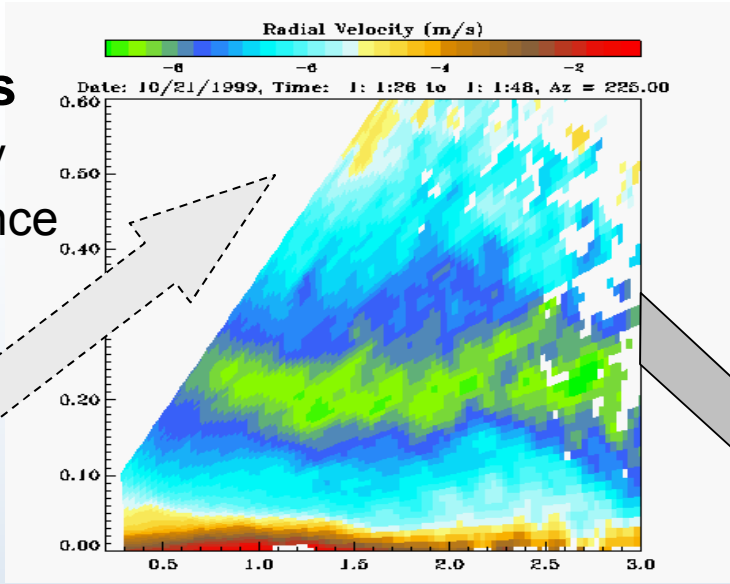 Radial Velocity (m/s)
-8 -6 -4 -2
Date: 10/21/1999, Time: 1: 1:26 to 1: 1:48, Az = 225.00
s
y
nce
0.60
0.50
0.40
0.20
0.10
0.00
0.5 1.0 1.5 2.0 2.5 3.0